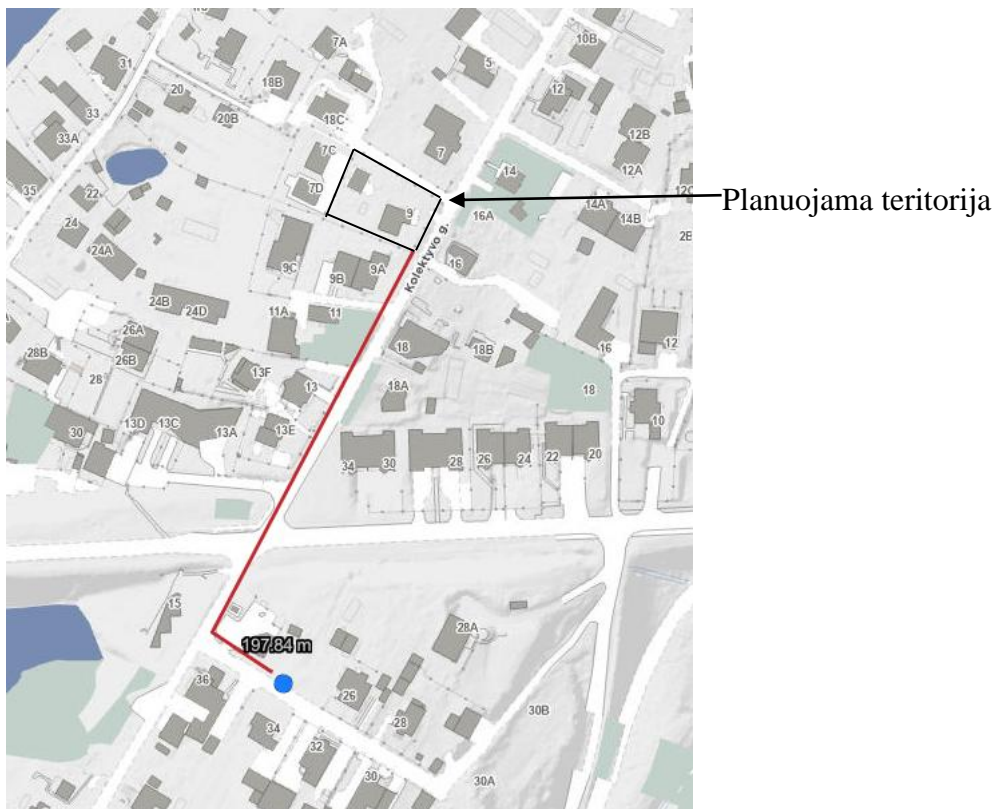 7A
10B
31
18B
5
20
12
33
20B
18C
12B
33A
7C
7
12A
35
14
7D
22
9
16A
14A
14B
12C
Planuojama teritorija
24
24A
Kolektyvo g.
2B
9C
9B
9A
16
24B
24D
11A
11
26A
18
18B
16
12
28B
26B
13F
28
13
18A
18
30
13D
13C
13A
13E
34
30
28
26
24
22
20
10
15
28A
197.84 m
36
26
34
28
30B
32
30
30A